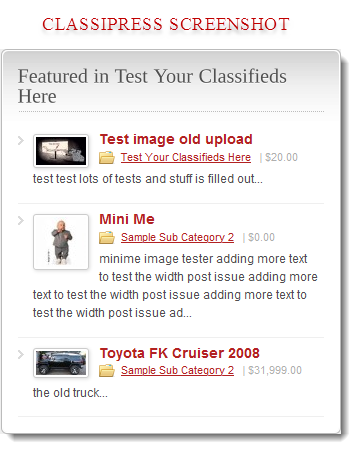 CLASSIPRESS SCREENSHOT
Featured in Test Your Classifieds
Here
Test image old upload
Test Your Classifieds Here | $20.00
test test lots of tests and stuff is filled out...
Mini Me
Sample Sub Category 2 | $0.00
minime image tester adding more text
to test the width post issue adding more
text to test the width post issue adding more text to
test the width post issue ad...
Toyota FK Cruiser 2008
Sample Sub Category 2 | $31,999.00
the old truck...